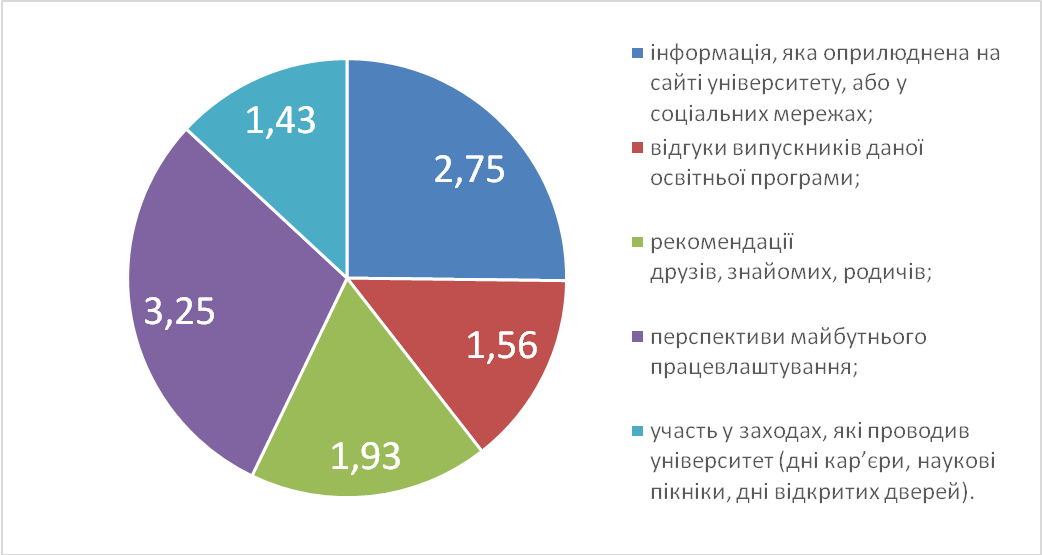 2,75
1,56
1,93
3,25
1,43
інформація, яка оприлюднена на
сайті університету, або у
соціальних мережах;
відгуки випускників даної
освітньої програми;
рекомендації
друзів, знайомих, родичів;
перспективи майбутнього
працевлаштування;
участь у заходах, які проводив
університет (дні кар’єри, наукові
пікніки, дні відкритих дверей).